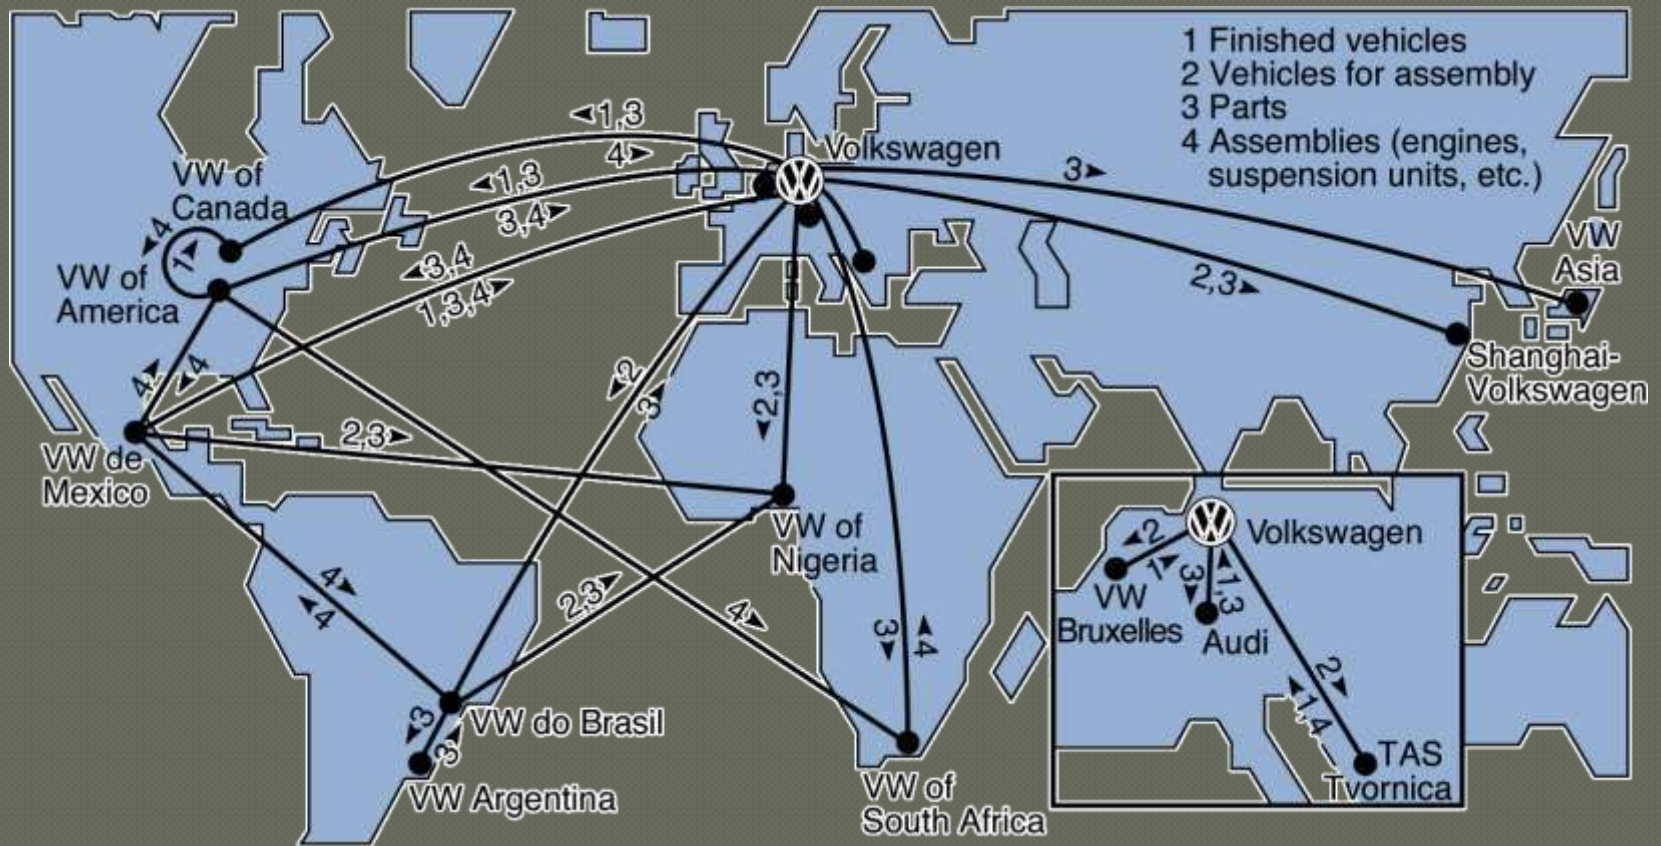 1 Finished vehicles
2 Vehicles for assembly
3 Parts
4 Assemblies (engines,
suspension units, etc.)
1,3
4
Volkswagen
VW
1,3
3,4
3
VW of
Canada
4
1
VW of
America
3,4
1,3,4
2,3
VW
Asia
Shanghai-
Volkswagen
4
4
2
3
2,3
2,3
VW de
Mexico
VW of
Nigeria
4
4
2,3
4
3
4
3
3
VW do Brasil
VW Argentina
VW of
South Africa
VW
Volkswagen
2
1
3
1,3
VW
Bruxelles
Audi
2
1,4
TAS
Tvornica